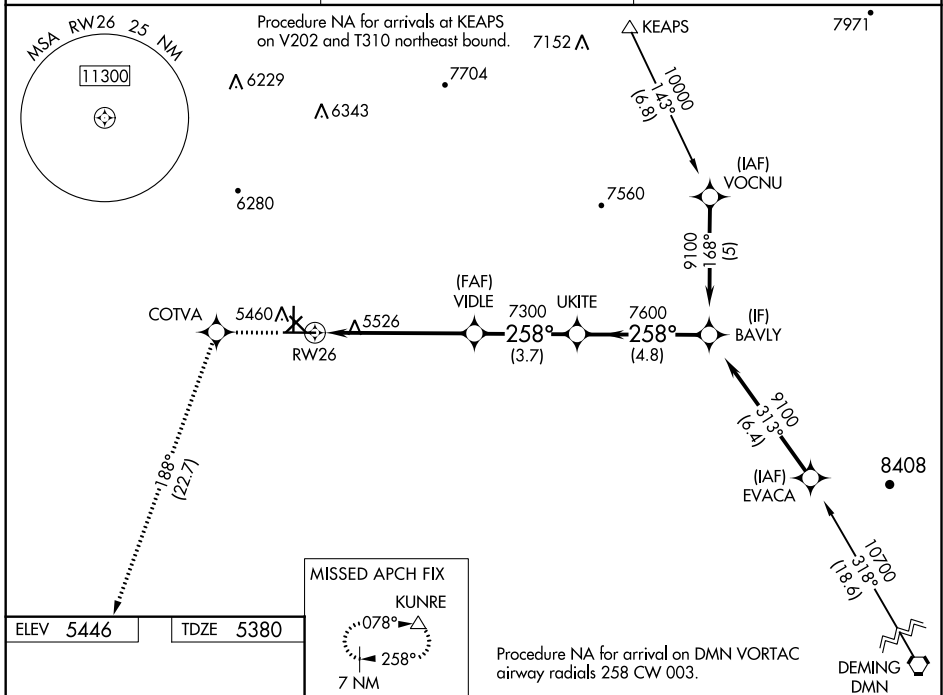 MSA RW26 25 NM
11300
Procedure NA for arrivals at KEAPS
on V202 and T310 northeast bound.
6229
7704
7152
KEAPS
7971
6343
10000
143°
(6.8)
(IAF)
VOCNU
6280
7560
9100
168°
(5)
COTVA
5460
RW26
5526
(FAF)
VIDLE
7300
258°
(3.7)
UKITE
7600
258°
(4.8)
(IF)
BAVLY
9100
313°
(6.4)
188°
(22.7)
(IAF)
EVACA
8408
10700
318°
(18.6)
MISSED APCH FIX
KUNRE
078°
258°
7 NM
ELEV 5446
TDZE 5380
Procedure NA for arrival on DMN VORTAC
airway radials 258 CW 003.
DEMING
DMN